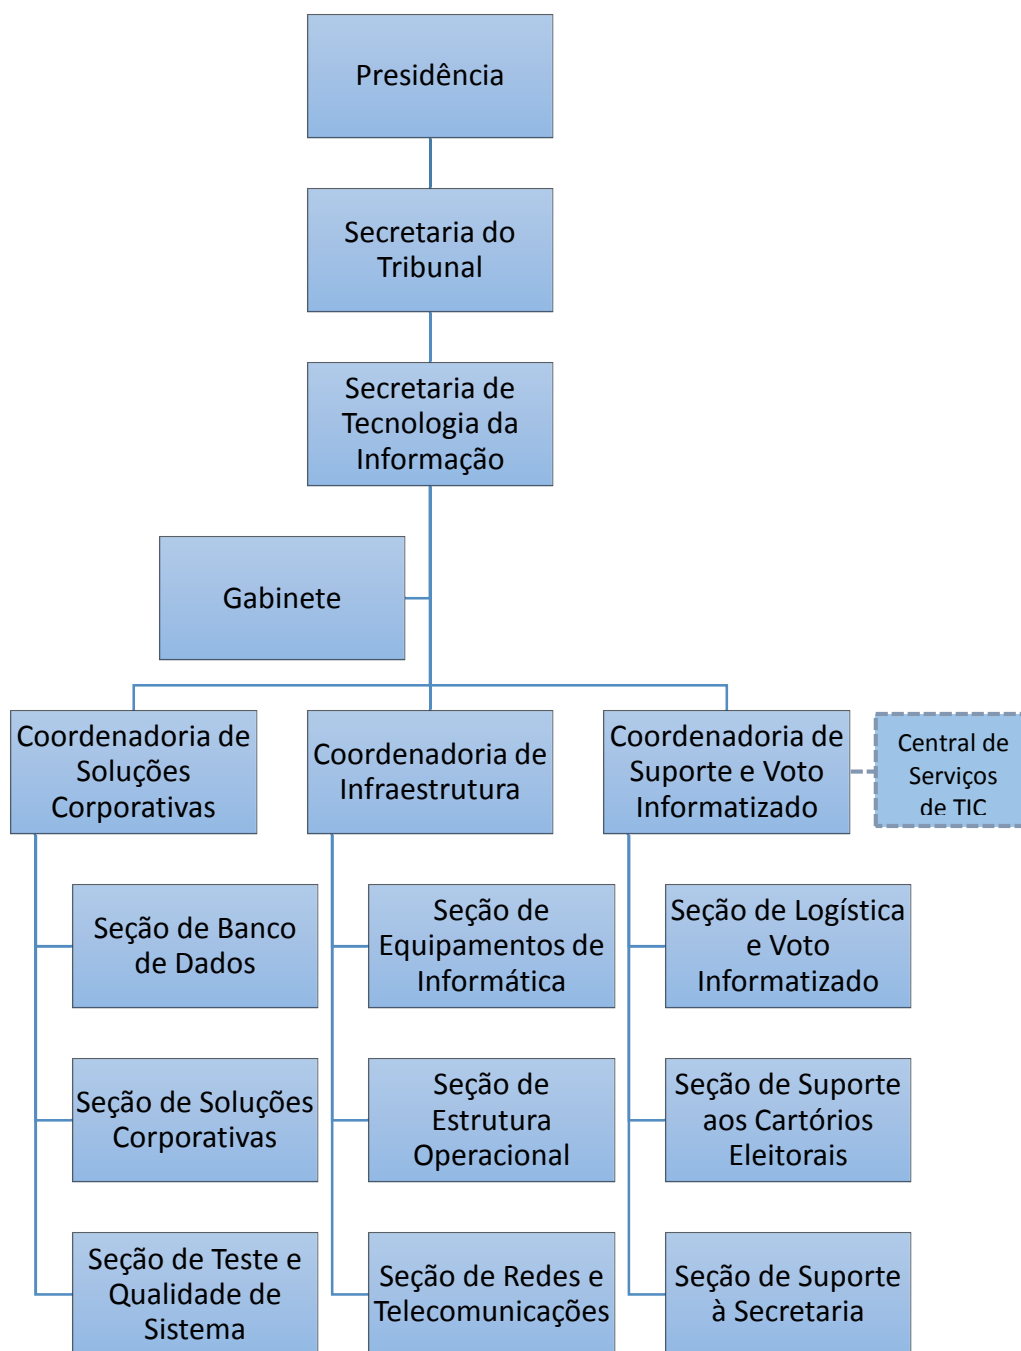 Presidência
Secretaria do
Tribunal
Secretaria de
Tecnologia da
Informação
Gabinete
Coordenadoria de
Soluções
Corporativas
Coordenadoria de
Infraestrutura
Coordenadoria de
Suporte e Voto
Informatizado
Central de
Serviços
de TIC
Seção de Banco
de Dados
Seção de
Equipamentos de
Informática
Seção de Logística
e Voto
Informatizado
Seção de Soluções
Corporativas
Seção de
Estrutura
Operacional
Seção de Suporte
aos Cartórios
Eleitorais
Seção de Teste e
Qualidade de
Sistema
Seção de Redes e
Telecomunicações
Seção de Suporte
à Secretaria